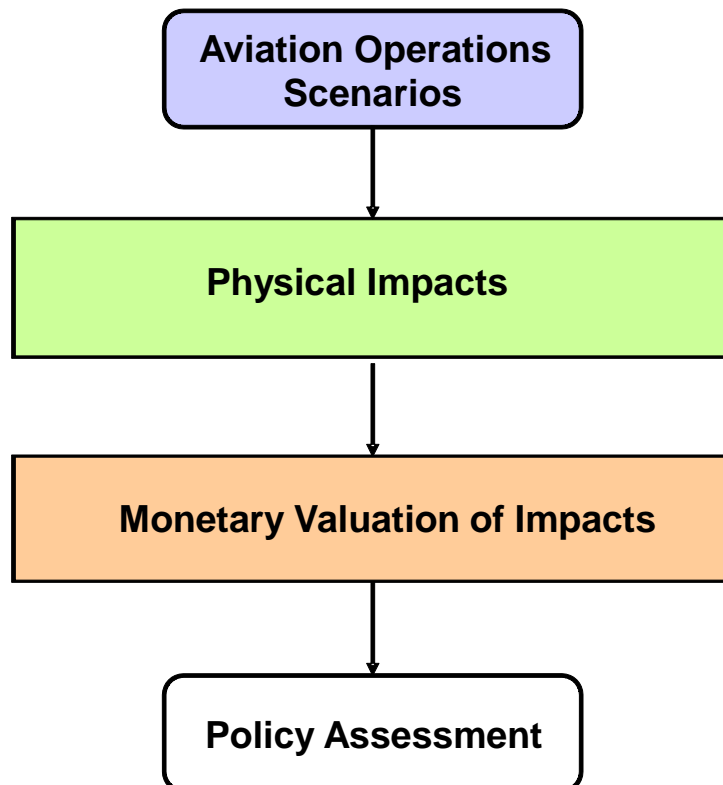 Aviation Operations
Scenarios
Physical Impacts
Monetary Valuation of Impacts
Policy Assessment